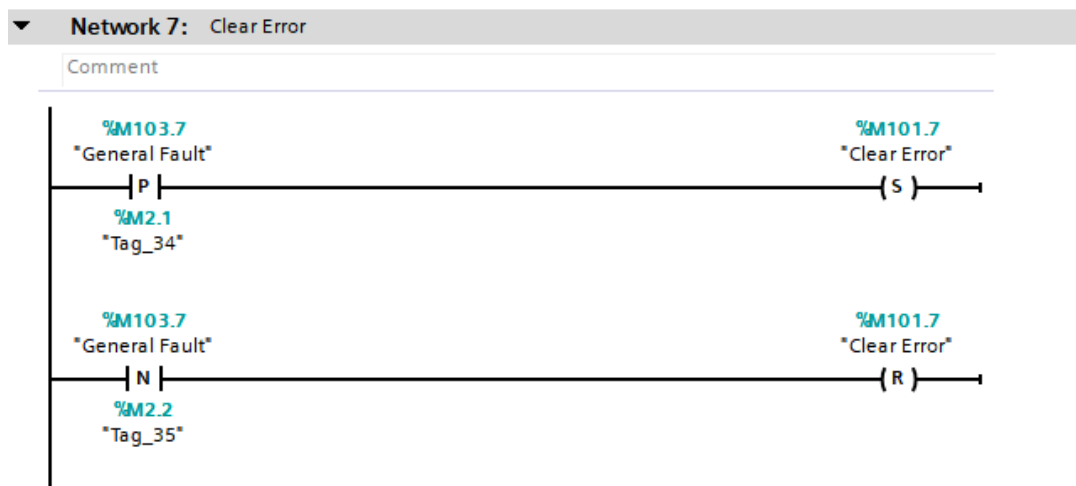 Network 7: Clear Error
Comment
%M103.7 %M101.7
"General Fault" "Clear Error"
P S
%M2.1
"Tag_34"
%M103.7 %M101.7
"General Fault" "Clear Error"
N R
%M2.2
"Tag_35"